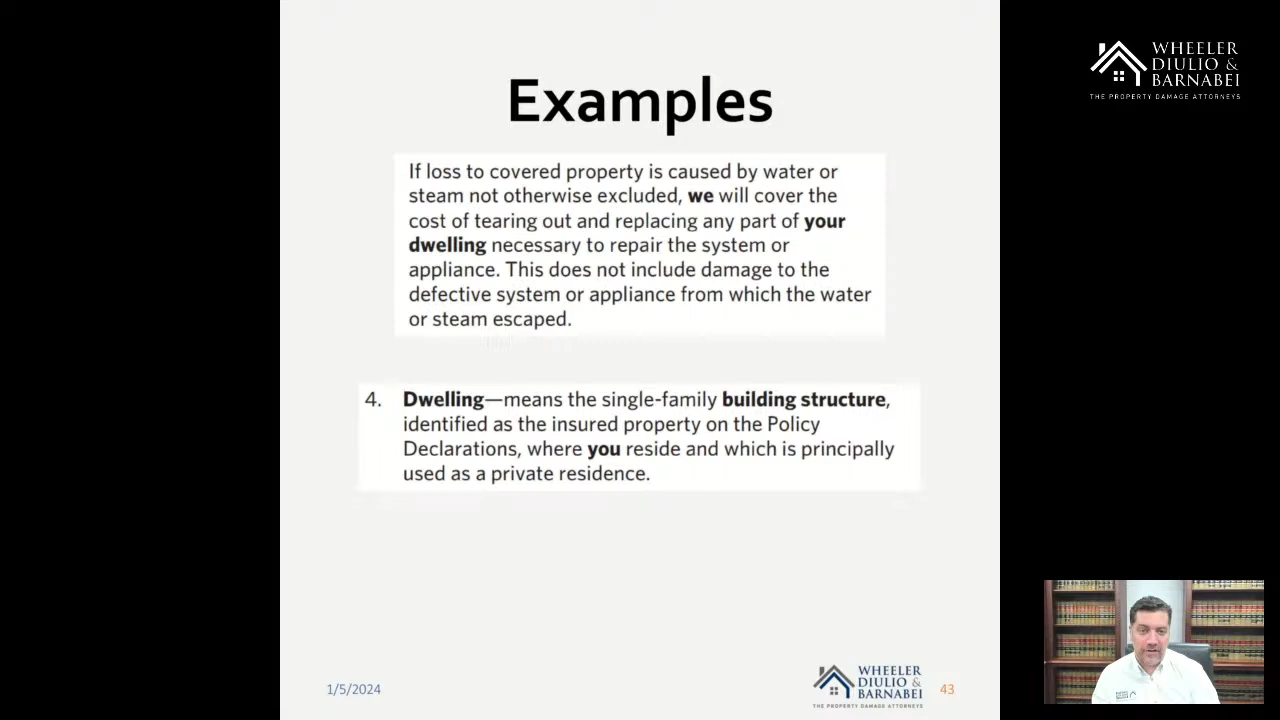 WHEELER
DIULIO &
BARNABEI
THE PROPERTY DAMAGE ATTORNEYS
Examples
If loss to covered property is caused by water or
steam not otherwise excluded, we will cover the
cost of tearing out and replacing any part of your
dwelling necessary to repair the system or
appliance. This does not include damage to the
defective system or appliance from which the water
or steam escaped.
4. Dwelling—means the single-family building structure,
identified as the insured property on the Policy
Declarations, where you reside and which is principally
used as a private residence.
1/5/2024
WHEELER
DIULIO &
BARNABEI
THE PROPERTY DAMAGE ATTORNEYS
43